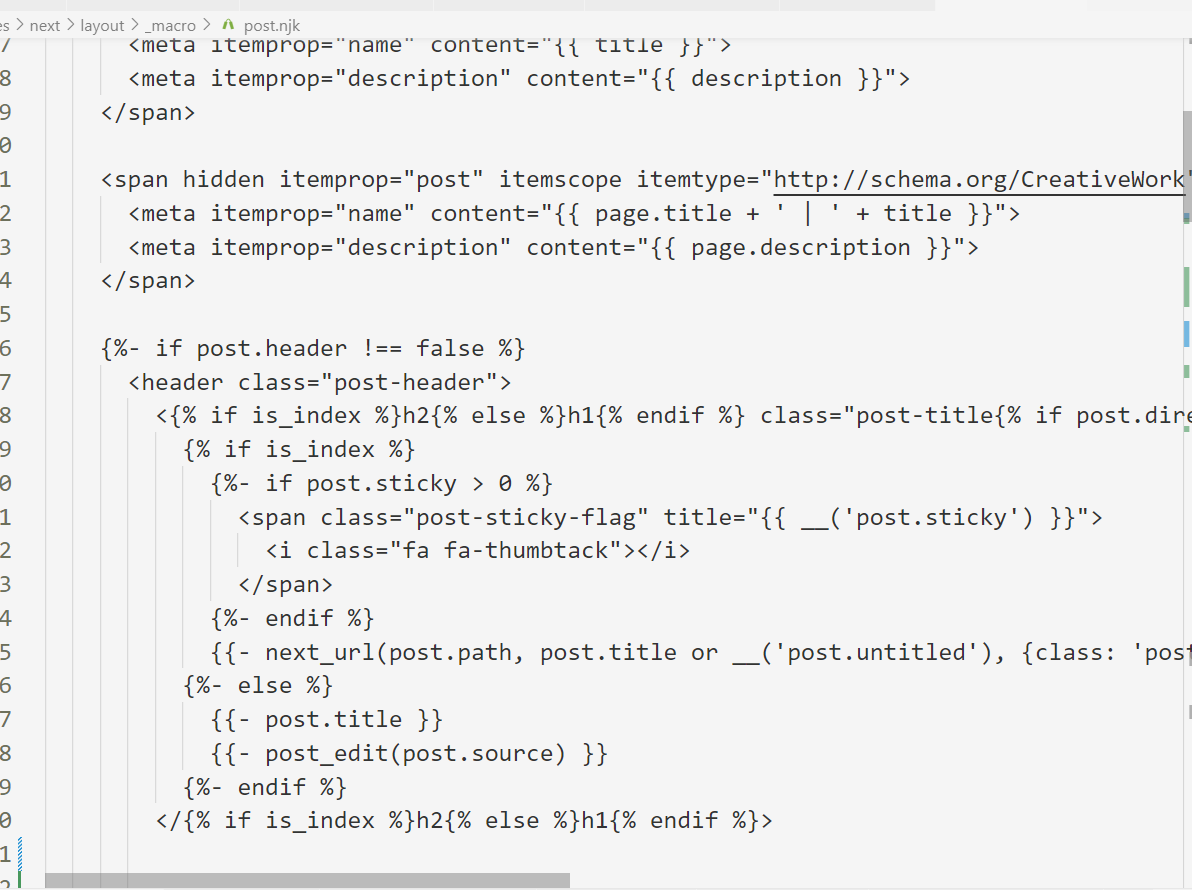 es > next > layout > _macro > post.njk
7 <meta itemprop="name" content="{{ title }}">
8 <meta itemprop="description" content="{{ description }}">
9 </span>
0
1 <span hidden itemprop="post" itemscope itemtype="http://schema.org/CreativeWork"
2 <meta itemprop="name" content="{{ page.title + ' | ' + title }}">
3 <meta itemprop="description" content="{{ page.description }}">
4 </span>
5
6 {%- if post.header !== false %}
7 <header class="post-header">
8 <{% if is_index %}h2{% else %}h1{% endif %} class="post-title{% if post.dire
9 {% if is_index %}
0 {%- if post.sticky > 0 %}
1 <span class="post-sticky-flag" title="{{ __('post.sticky') }}">
2 <i class="fa fa-thumbtack"></i>
3 </span>
4 {%- endif %}
5 {{- next_url(post.path, post.title or __('post.untitled'), {class: 'post
6 {%- else %}
7 {{- post.title }}
8 {{- post_edit(post.source) }}
9 {%- endif %}
0 </{% if is_index %}h2{% else %}h1{% endif %}>
1
2